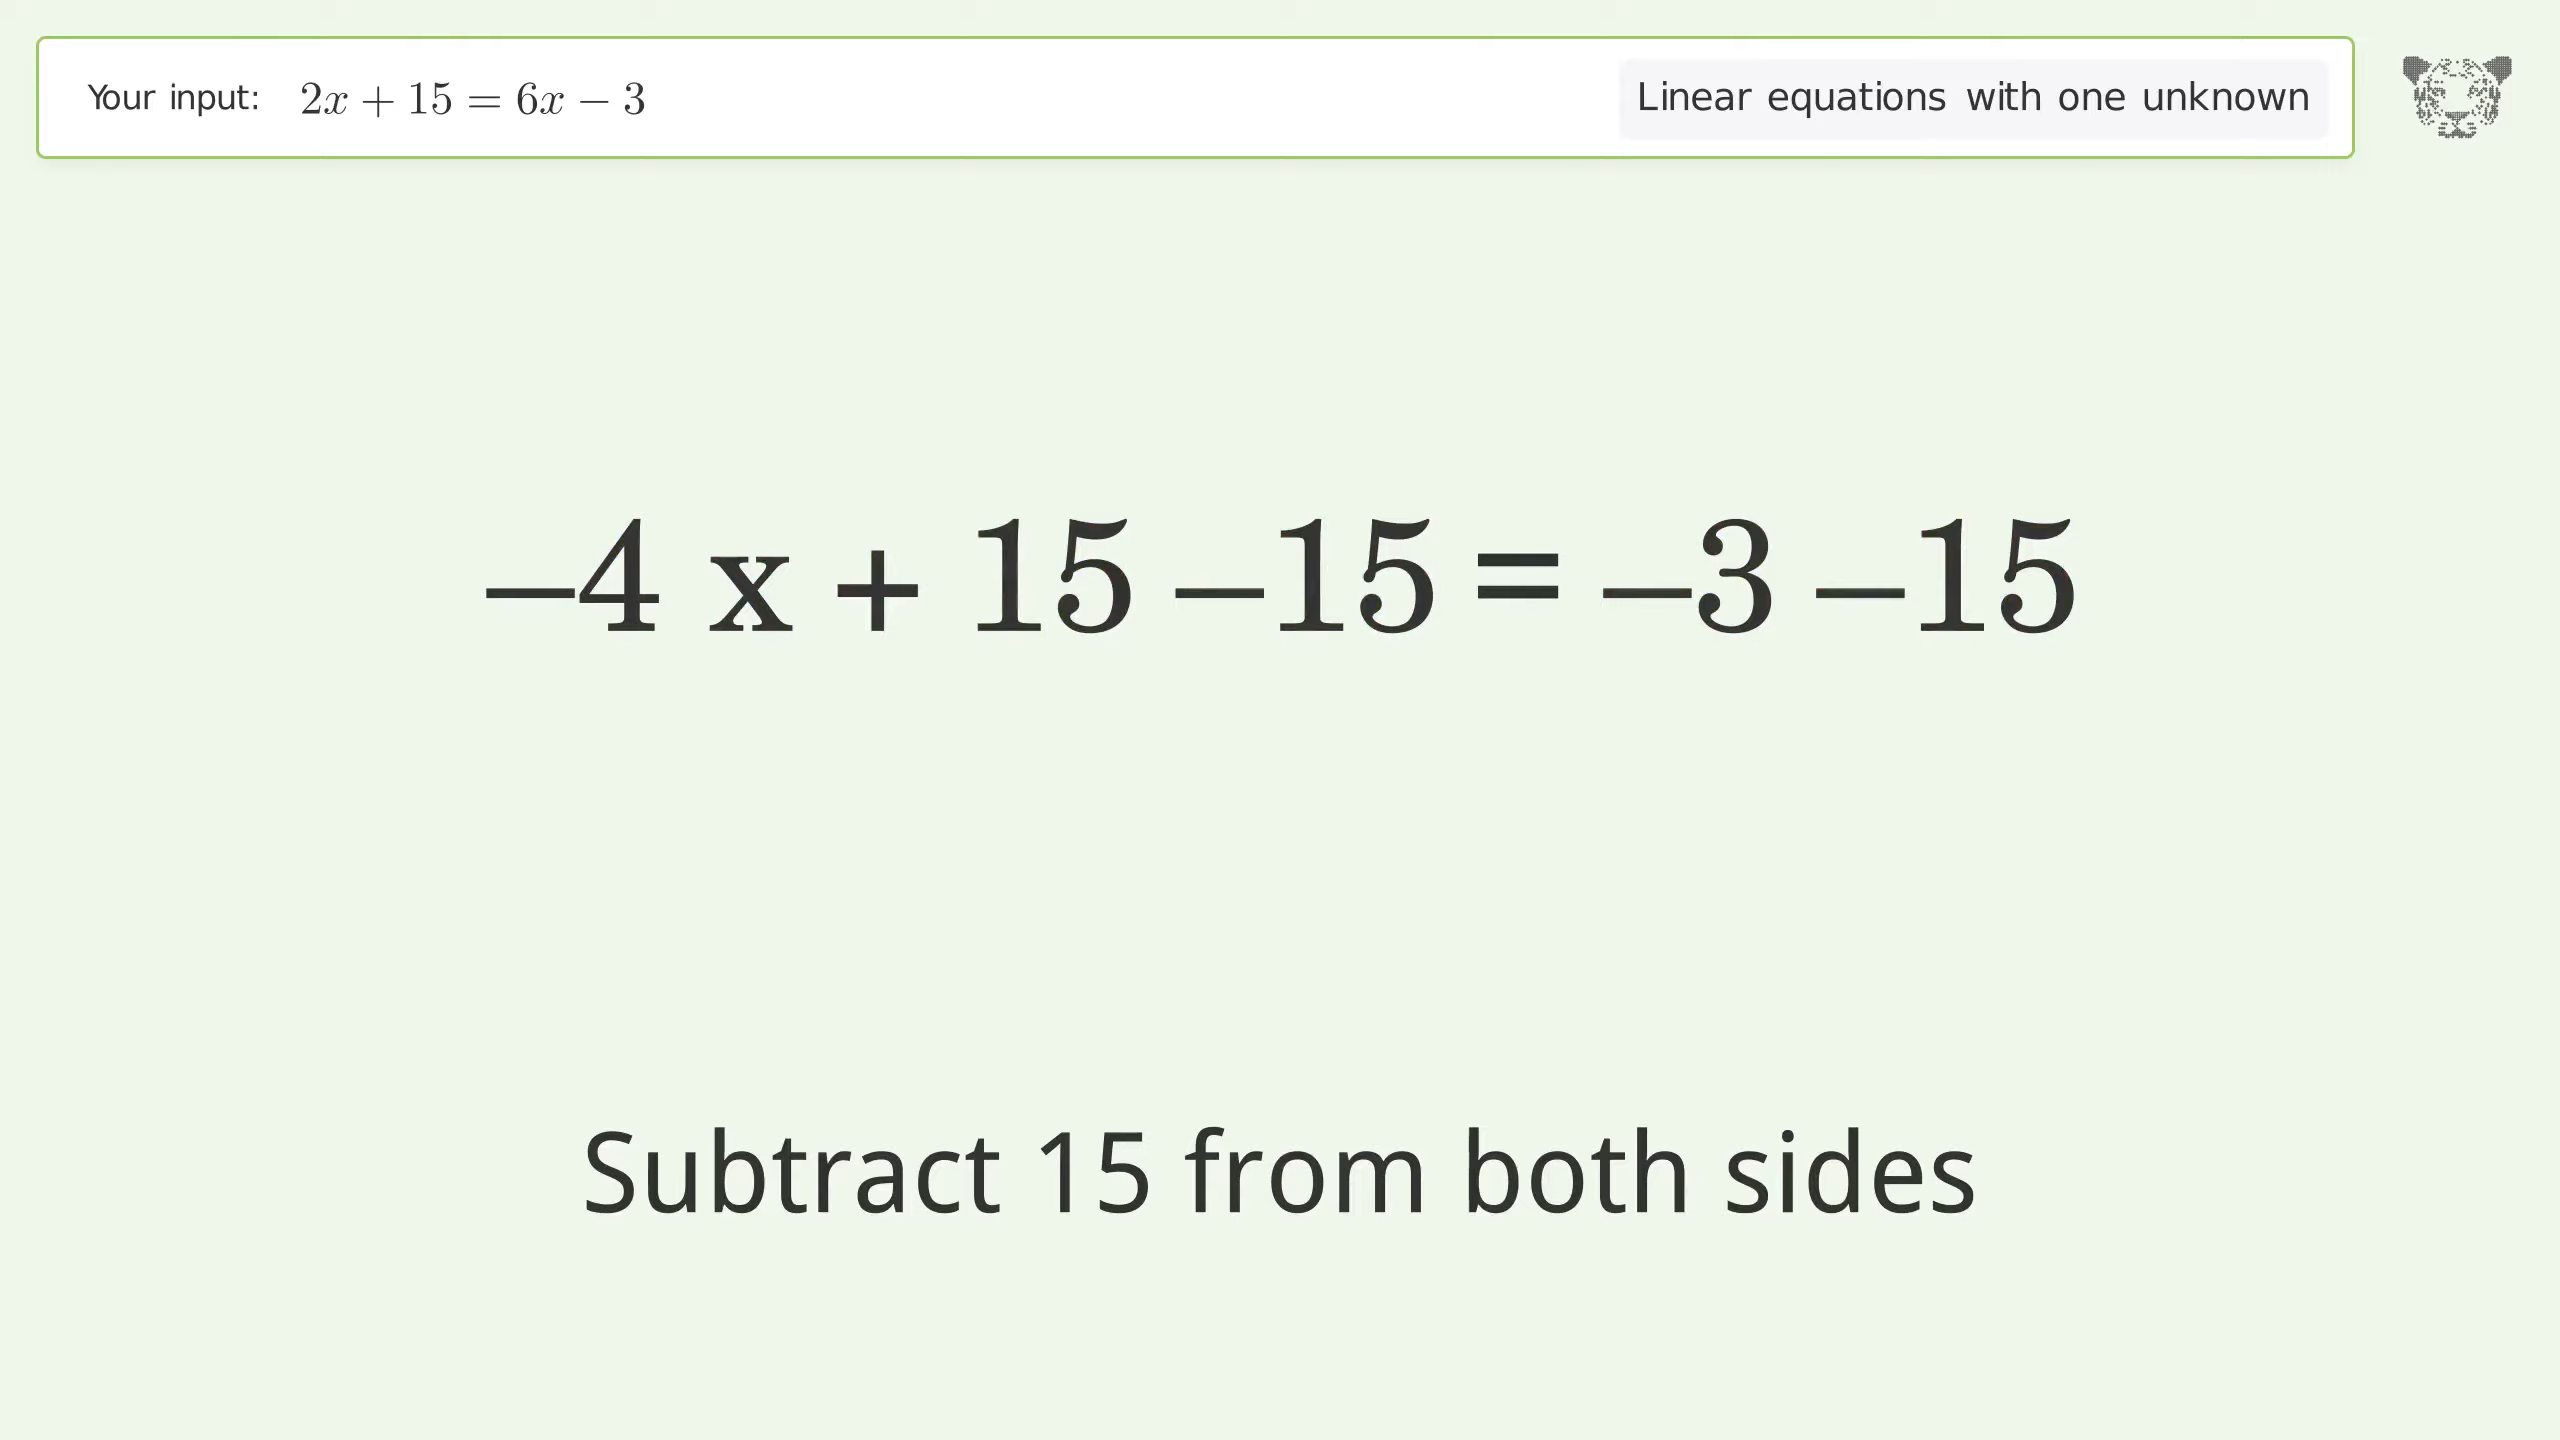 Your input: 2x + 15 = 6x − 3
Linear equations with one unknown
−4 x + 15 −15 = −3 −15
Subtract 15 from both sides